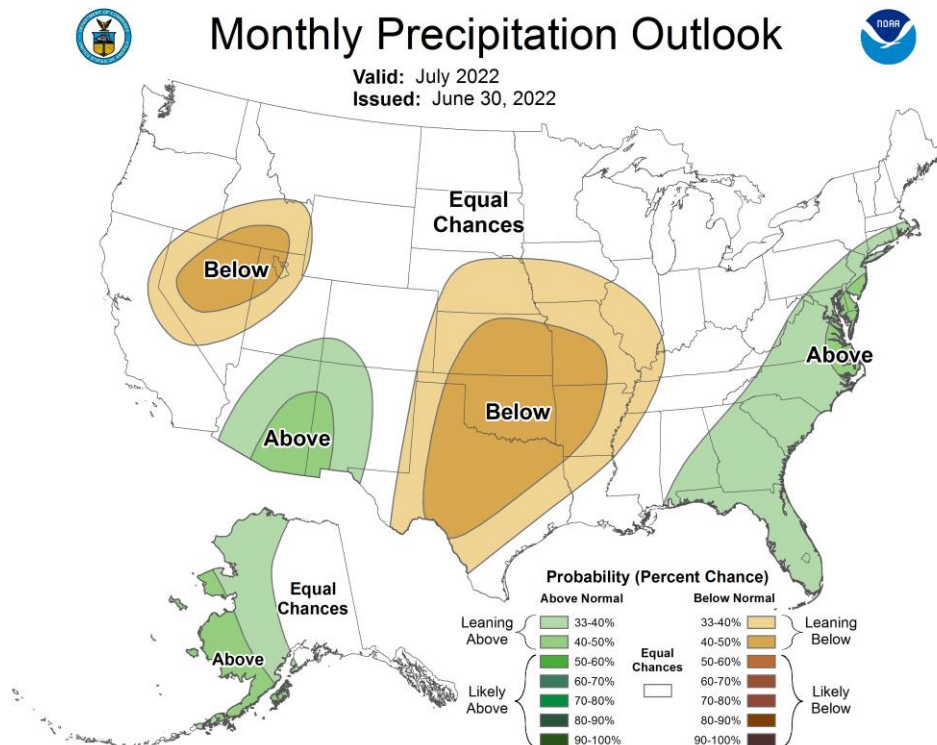 Monthly Precipitation Outlook
NOAA
Valid: July 2022
Issued: June 30, 2022
Equal
Chances
Below
Below
Above
Above
Equal
Chances
Above
Probability (Percent Chance)
Above Normal
Below Normal
Leaning
Above
33-40%
40-50%
Likely
Above
50-60%
60-70%
70-80%
80-90%
90-100%
Equal
Chances
33-40%
40-50%
Leaning
Below
50-60%
60-70%
70-80%
80-90%
90-100%
Likely
Below